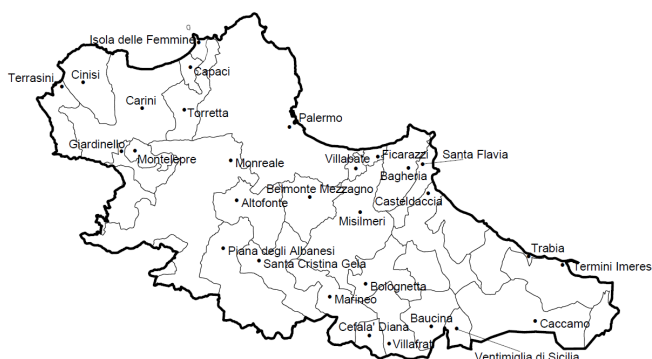 Isola delle Femmine
Terrasini
Cinisi
Capaci
Carini
Torretta
Palermo
Giardinello
Montelepre
Monreale
Villabate
Ficarazzi
Santa Flavia
Bagheria
Belmonte Mezzagno
Casteldaccia
Altofonte
Misilmeri
Piana degli Albanesi
Santa Cristina Gela
Trabia
Termini Imeres
Bolognetta
Marineo
Cefala' Diana
Baucina
Caccamo
Villafrat
Ventimiglia di Sicilia